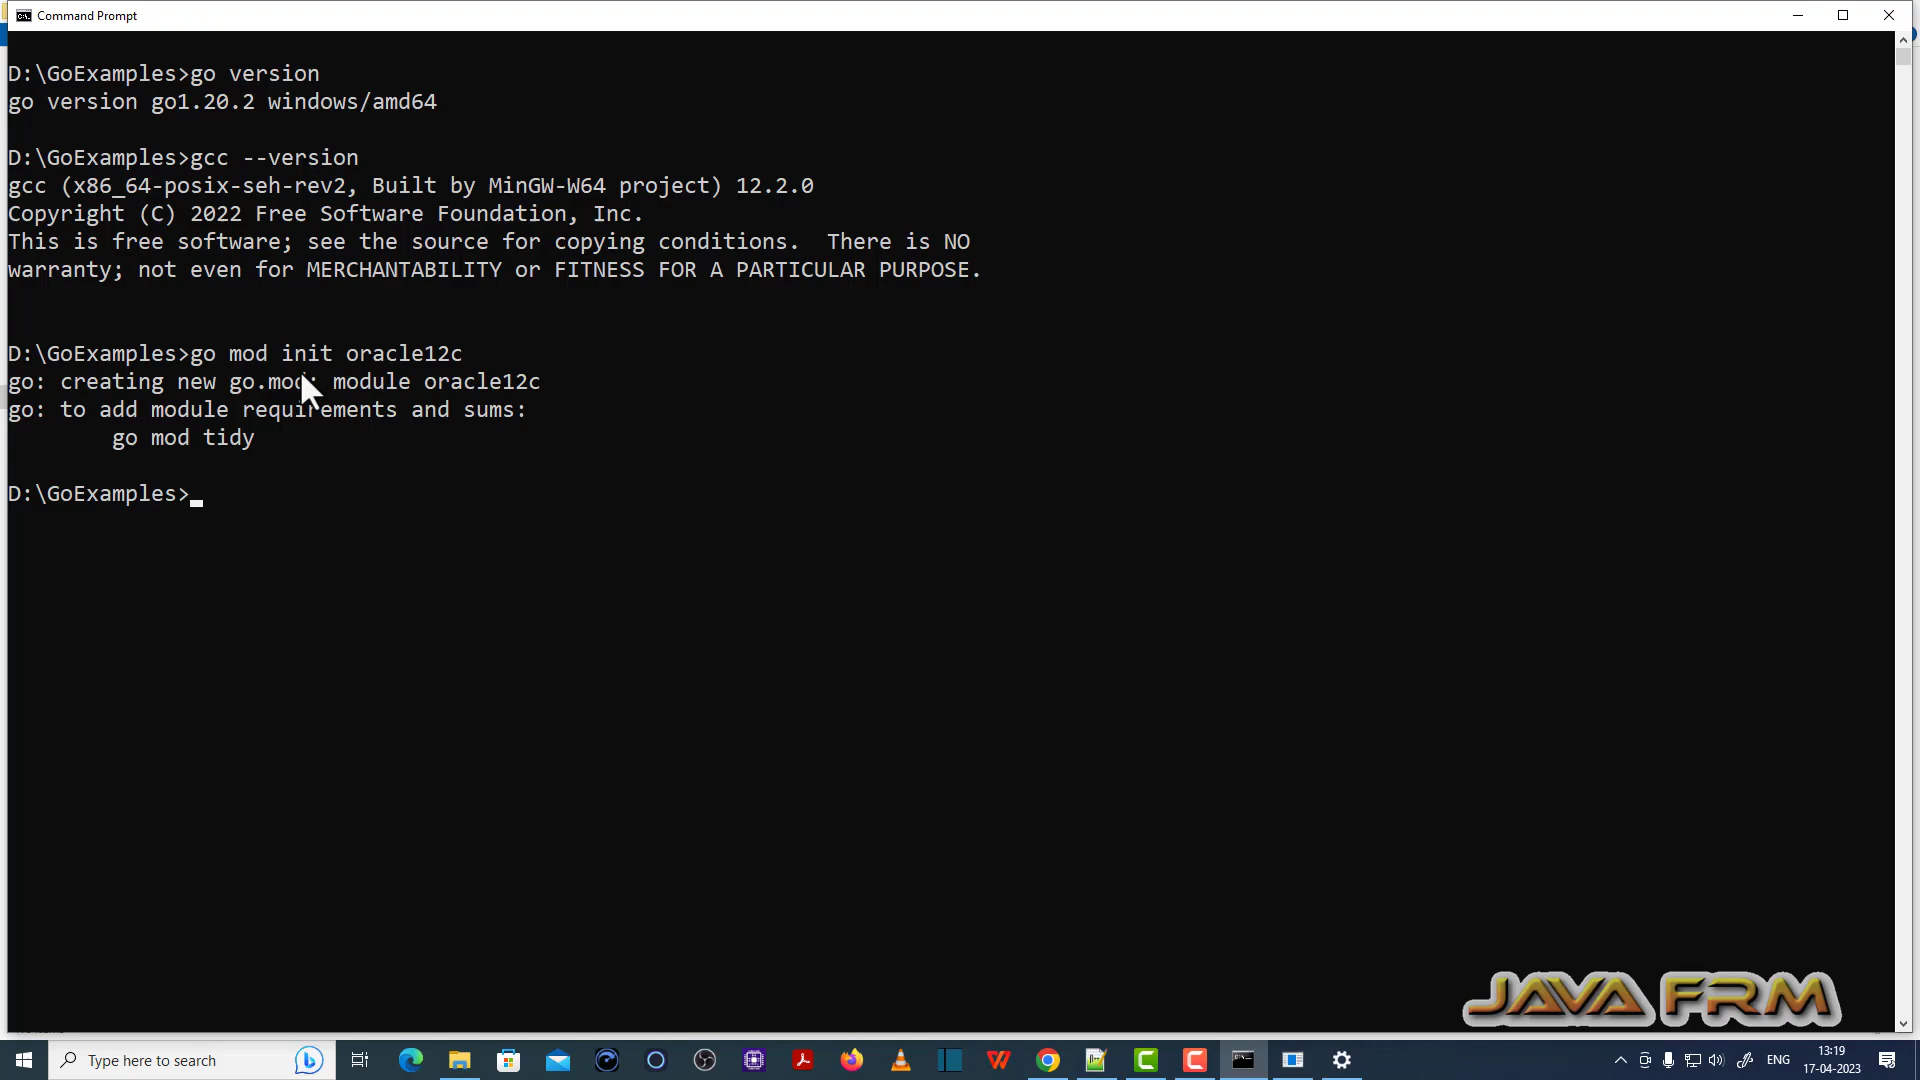 Command Prompt
D:\GoExamples>go version
go version go1.20.2 windows/amd64
D:\GoExamples>gcc --version
gcc (x86_64-posix-seh-rev2, Built by MinGW-W64 project) 12.2.0
Copyright (C) 2022 Free Software Foundation, Inc.
This is free software; see the source for copying conditions.  There is NO
warranty; not even for MERCHANTABILITY or FITNESS FOR A PARTICULAR PURPOSE.
D:\GoExamples>go mod init oracle12c
go: creating new go.mod: module oracle12c
go: to add module requirements and sums:
go mod tidy
D:\GoExamples>
JAVA FRM
Type here to search
ENG
13:19
17-04-2023